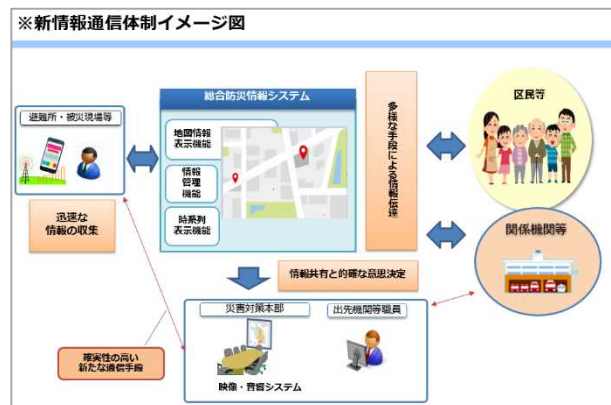 ※新情報通信体制イメージ図
避難所・被災現場等
迅速な
情報の収集
総合防災情報システム
地図情報
表示機能
情報
管理
機能
時系列
表示機能
多様な手段による情報伝達
区民等
関係機関等
情報共有と的確な意思決定
災害対策本部
出先機関等職員
映像・音響システム
確実性の高い
新たな通信手段